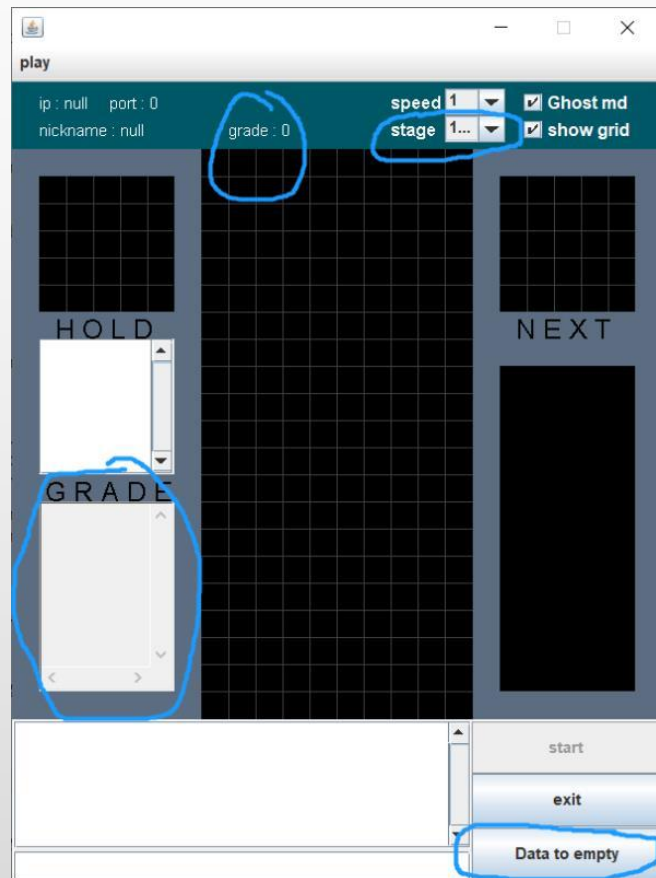 play
ip : null port : 0
speed 1
Ghost md
nickname : null
grade : 0
stage 1...
show grid
HOLD
NEXT
GRADE
start
exit
Data to empty